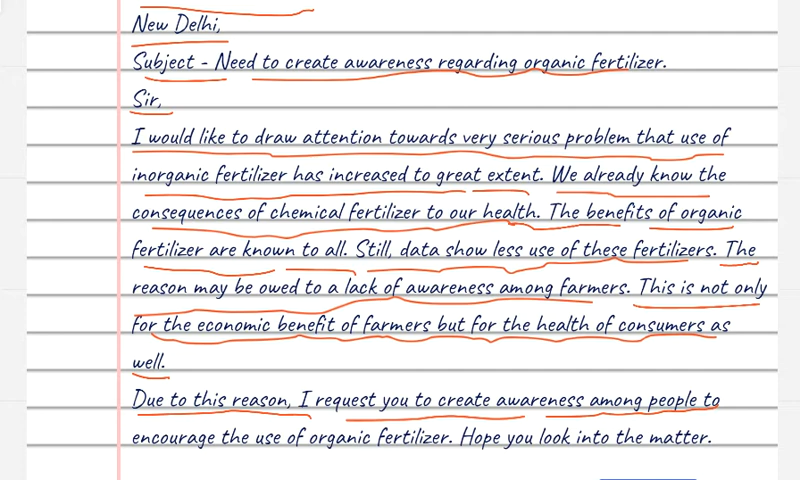 New Delhi,
Subject - Need to create awareness regarding organic fertilizer.
Sir,
I would like to draw attention towards very serious problem that use of
inorganic fertilizer has increased to great extent. We already know the
consequences of chemical fertilizer to our health. The benefits of organic
fertilizer are known to all. Still, data show less use of these fertilizers. The
reason may be owed to a lack of awareness among farmers. This is not only
for the economic benefit of farmers but for the health of consumers as
well.
Due to this reason, I request you to create awareness among people to
encourage the use of organic fertilizer. Hope you look into the matter.